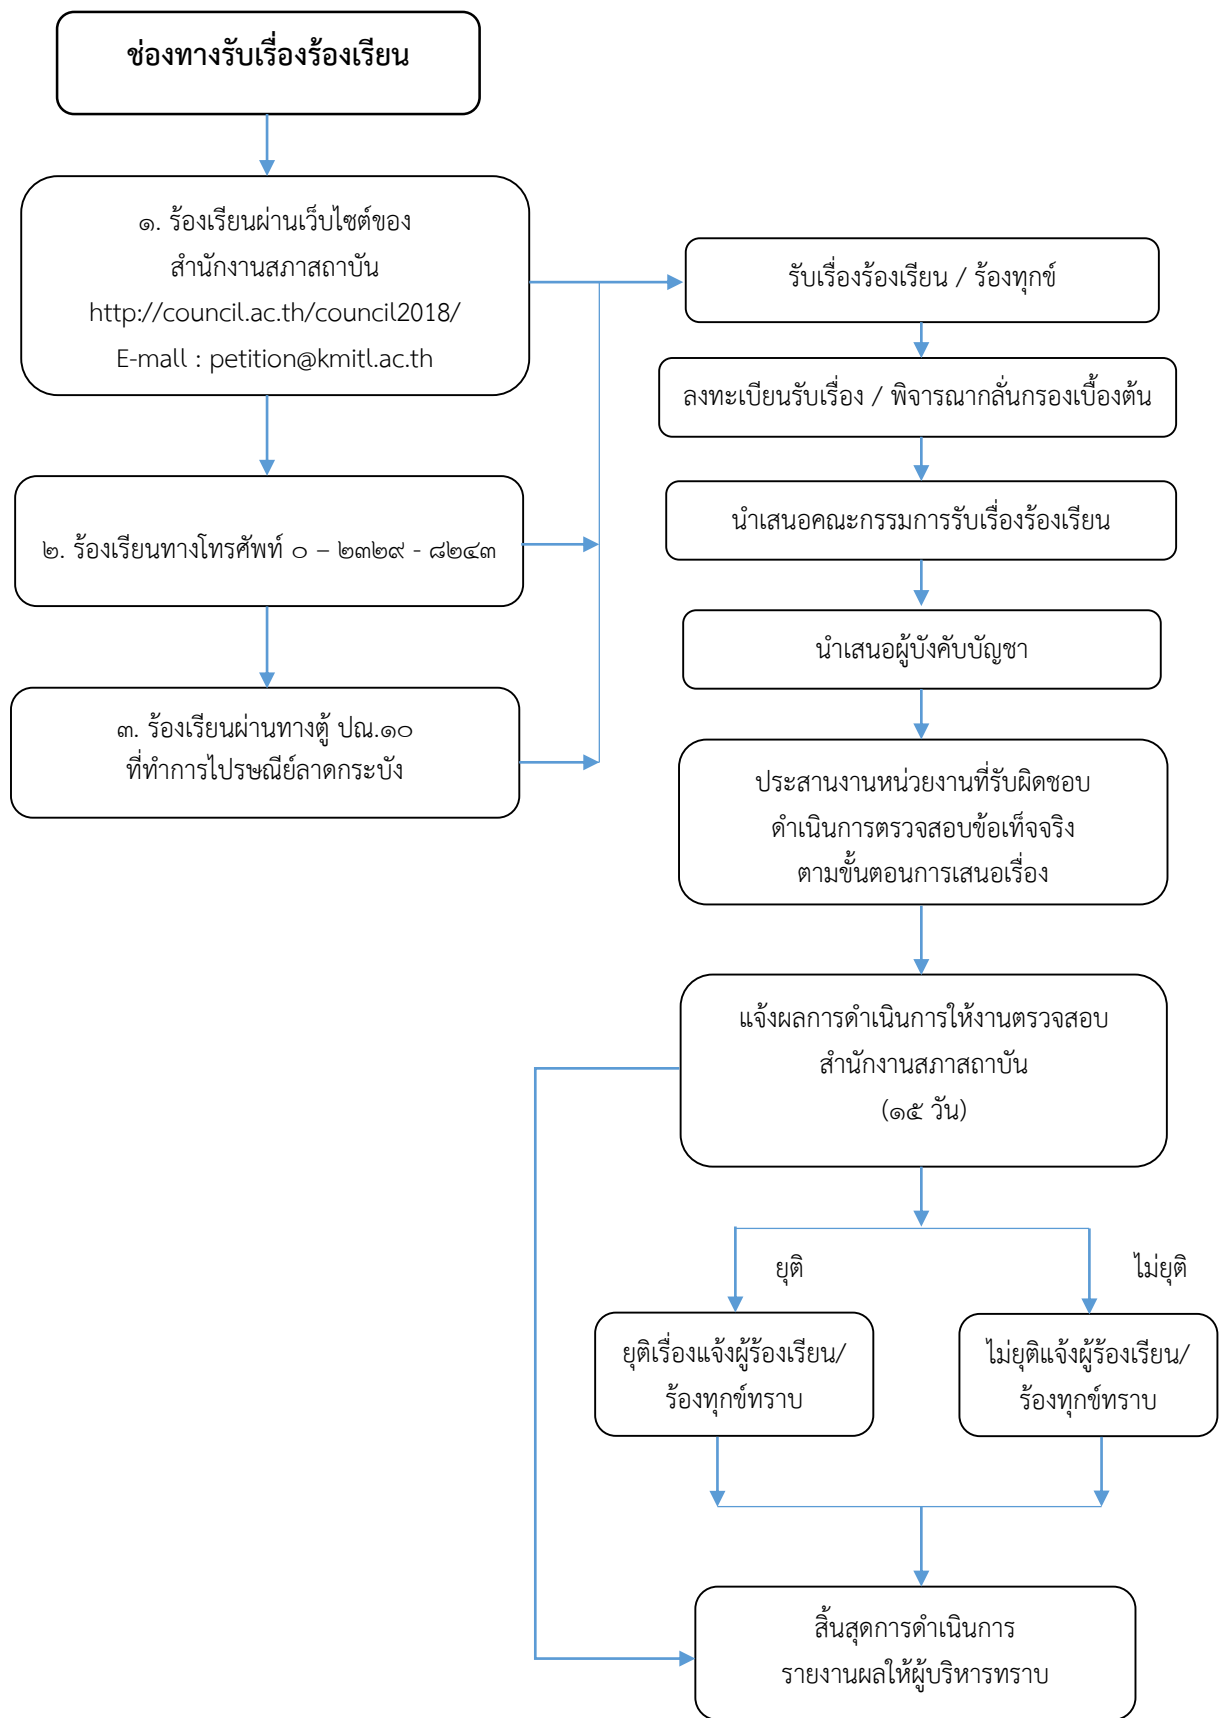 ช่องทางรับเรื่องร้องเรียน
๑. ร้องเรียนผ่านเว็บไซต์ของ
สำนักงานสภาสถาบัน
http://council.ac.th/council2018/
E-mall : petition@kmitl.ac.th
๒. ร้องเรียนทางโทรศัพท์ ๐ – ๒๓๒๙ - ๘๒๔๓
๓. ร้องเรียนผ่านทางตู้ ปณ.๑๐
ที่ทำการไปรษณีย์ลาดกระบัง
รับเรื่องร้องเรียน / ร้องทุกข์
ลงทะเบียนรับเรื่อง / พิจารณากลั่นกรองเบื้องต้น
นำเสนอคณะกรรมการรับเรื่องร้องเรียน
นำเสนอผู้บังคับบัญชา
ประสานงานหน่วยงานที่รับผิดชอบ
ดำเนินการตรวจสอบข้อเท็จจริง
ตามขั้นตอนการเสนอเรื่อง
แจ้งผลการดำเนินการให้งานตรวจสอบ
สำนักงานสภาสถาบัน
(๑๕ วัน)
ยุติ
ไม่ยุติ
ยุติเรื่องแจ้งผู้ร้องเรียน/
ร้องทุกข์ทราบ
ไม่ยุติแจ้งผู้ร้องเรียน/
ร้องทุกข์ทราบ
สิ้นสุดการดำเนินการ
รายงานผลให้ผู้บริหารทราบ